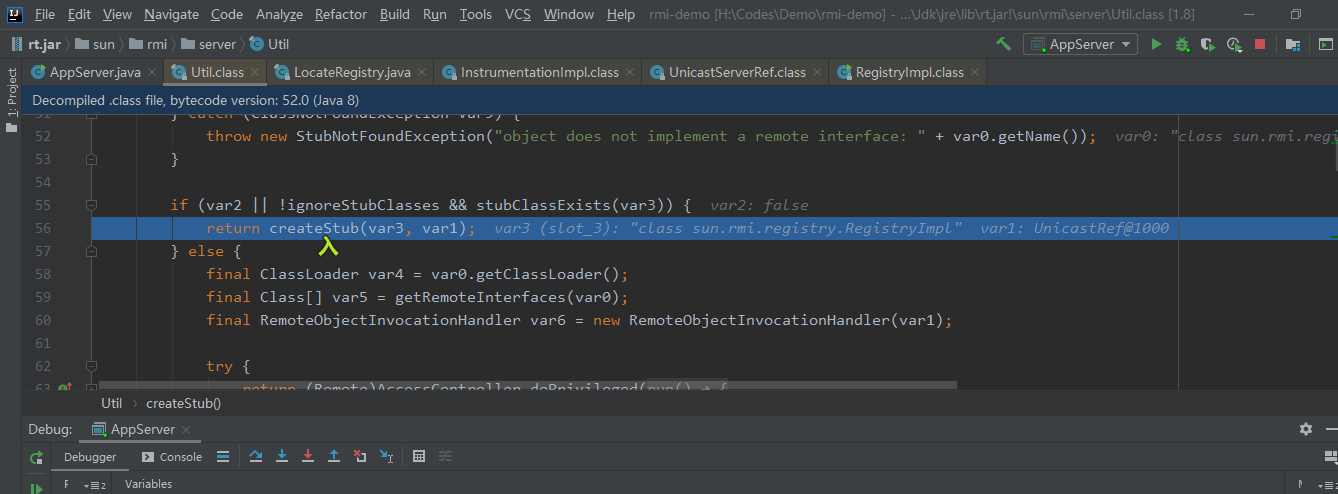 File Edit View Navigate Code Analyze Refactor Build Run Tools VCS Window Help rmi-demo [H:\Codes\Demo\rmi-demo] - ...\Jdk\jre\lib\rt.jar!\sun\rmi\server\Util.class [1.8]
rt.jar sun rmi server Util AppServer
1: Project
AppServer.java Util.class LocateRegistry.java InstrumentationImpl.class UnicastServerRef.class RegistryImpl.class
Decompiled .class file, bytecode version: 52.0 (Java 8)
51 } catch (ClassNotFoundException var9) {
52 throw new StubNotFoundException("object does not implement a remote interface: " + var0.getName()); var0: "class sun.rmi.regi
53 }
54
55 if (var2 || !ignoreStubClasses && stubClassExists(var3)) { var2: false
56 return createStub(var3, var1); var3 (slot_3): "class sun.rmi.registry.RegistryImpl" var1: UnicastRef@1000
入
57 } else {
58 final ClassLoader var4 = var0.getClassLoader();
59 final Class[] var5 = getRemoteInterfaces(var0);
60 final RemoteObjectInvocationHandler var6 = new RemoteObjectInvocationHandler(var1);
61
62 try {
63 return (Remote)AccessController.doPrivileged(run() → {
Util › createStub()
Debug: AppServer
Debugger Console
F Variables